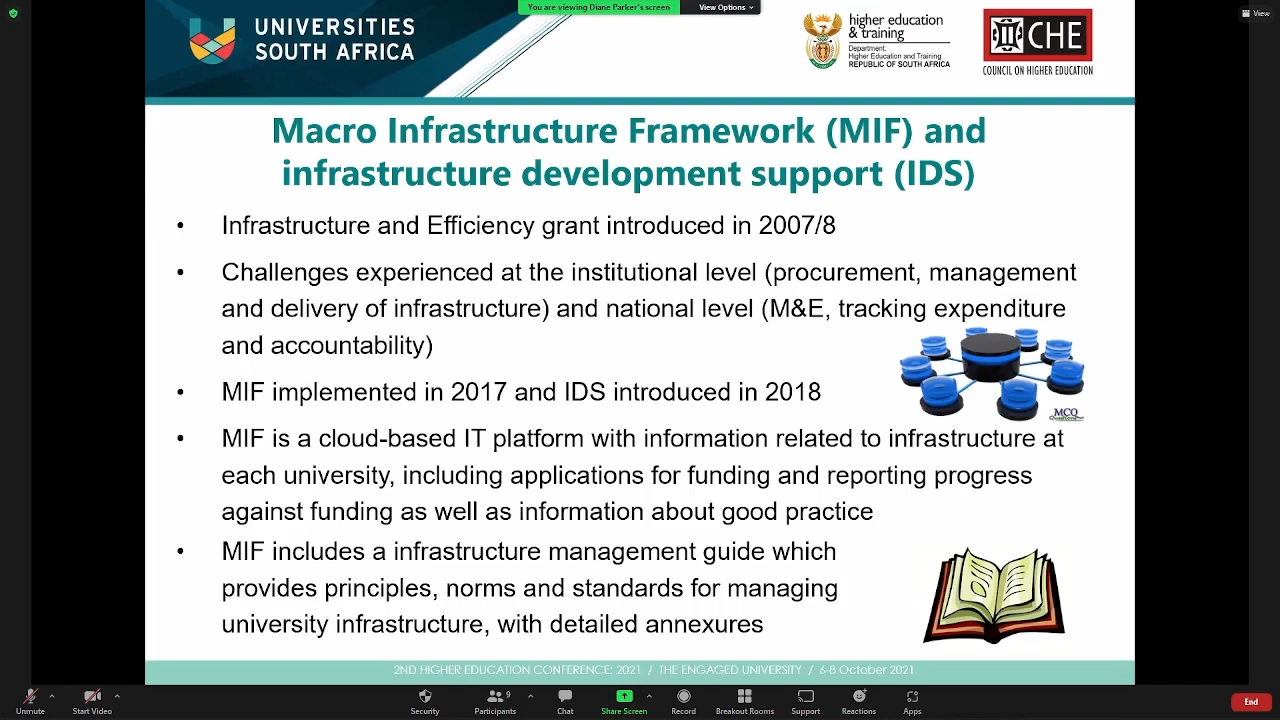 You are viewing Diane Parker's screen
View Options
View
UNIVERSITIES
SOUTH AFRICA
higher education
& training
Department:
Higher Education and Training
REPUBLIC OF SOUTH AFRICA
CHE
COUNCIL ON HIGHER EDUCATION
Macro Infrastructure Framework (MIF) and
infrastructure development support (IDS)
• Infrastructure and Efficiency grant introduced in 2007/8
• Challenges experienced at the institutional level (procurement, management
and delivery of infrastructure) and national level (M&E, tracking expenditure
and accountability)
• MIF implemented in 2017 and IDS introduced in 2018
MCQ
• MIF is a cloud-based IT platform with information related to infrastructure at
each university, including applications for funding and reporting progress
against funding as well as information about good practice
• MIF includes a infrastructure management guide which
provides principles, norms and standards for managing
university infrastructure, with detailed annexures
2ND HIGHER EDUCATION CONFERENCE: 2021 / THE ENGAGED UNIVERSITY / 6-8 October 2021
Unmute
Start Video
Security
Participants
9
Chat
Share Screen
Record
Breakout Rooms
Support
Reactions
Apps
End